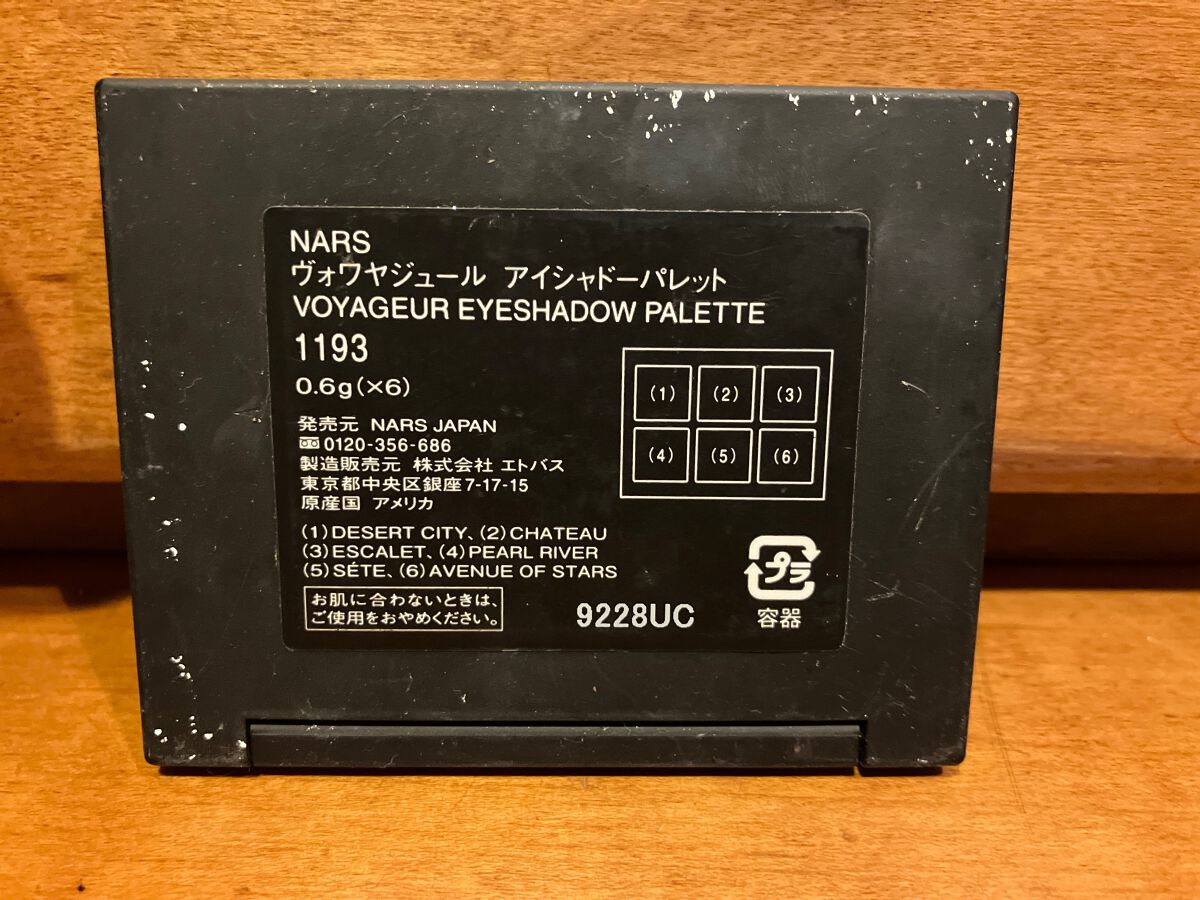 NARS
ヴォワヤジュール アイシャドーパレット
VOYAGEUR EYESHADOW PALETTE
1193
0.6g(×6)
発売元 NARS JAPAN
0120-356-686
製造販売元 株式会社 エトバス
東京都中央区銀座7-17-15
原産国 アメリカ
(1) (2) (3)
(4) (5) (6)
(1)DESERT CITY、(2)CHATEAU
(3)ESCALET、(4)PEARL RIVER
(5)SÉTE、(6)AVENUE OF STARS
お肌に合わないときは、
ご使用をおやめください。
9228UC
プラ
容器